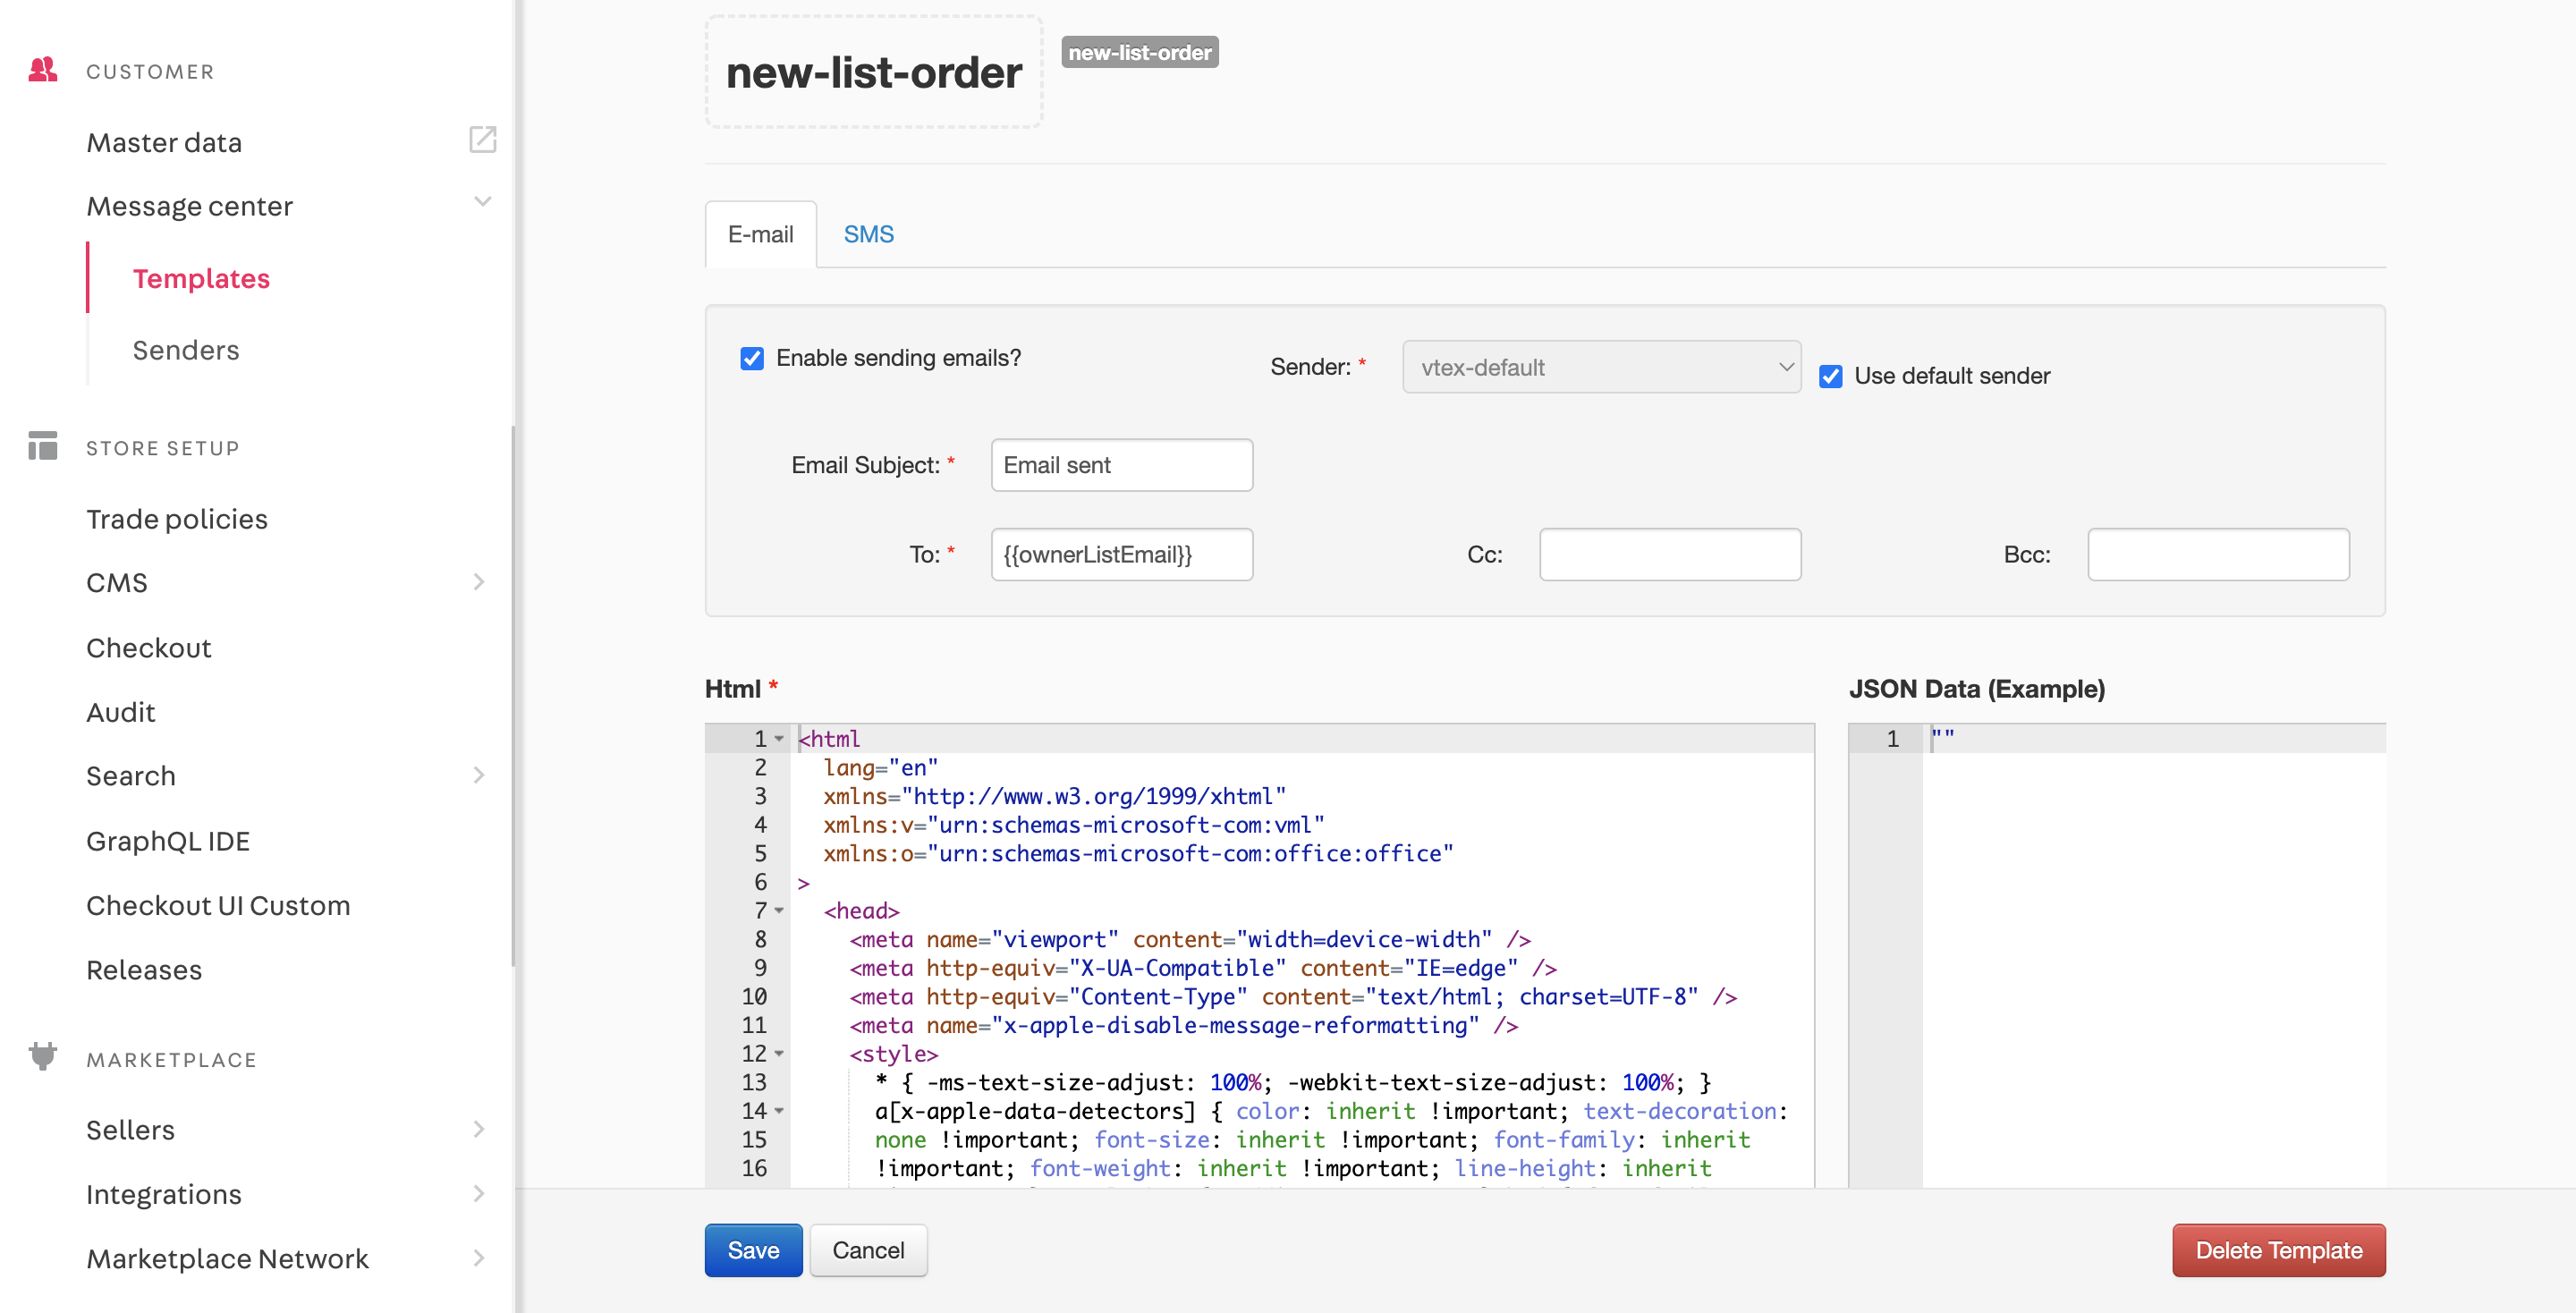 CUSTOMER
Master data
Message center
Templates
Senders
STORE SETUP
Trade policies
CMS
Checkout
Audit
Search
GraphQL IDE
Checkout UI Custom
Releases
MARKETPLACE
Sellers
Integrations
Marketplace Network
new-list-order
new-list-order
E-mail
SMS
Enable sending emails?
Sender: *
vtex-default
Use default sender
Email Subject: *
Email sent
To: *
{{ownerListEmail}}
Cc:
Bcc:
Html *
1 <html
2 lang="en"
3 xmlns="http://www.w3.org/1999/xhtml"
4 xmlns:v="urn:schemas-microsoft-com:vml"
5 xmlns:o="urn:schemas-microsoft-com:office:office"
6 >
7 <head>
8 <meta name="viewport" content="width=device-width" />
9 <meta http-equiv="X-UA-Compatible" content="IE=edge" />
10 <meta http-equiv="Content-Type" content="text/html; charset=UTF-8" />
11 <meta name="x-apple-disable-message-reformatting" />
12 <style>
13 * { -ms-text-size-adjust: 100%; -webkit-text-size-adjust: 100%; }
14 a[x-apple-data-detectors] { color: inherit !important; text-decoration:
15 none !important; font-size: inherit !important; font-family: inherit
16 !important; font-weight: inherit !important; line-height: inherit
JSON Data (Example)
1 ""
Save
Cancel
Delete Template